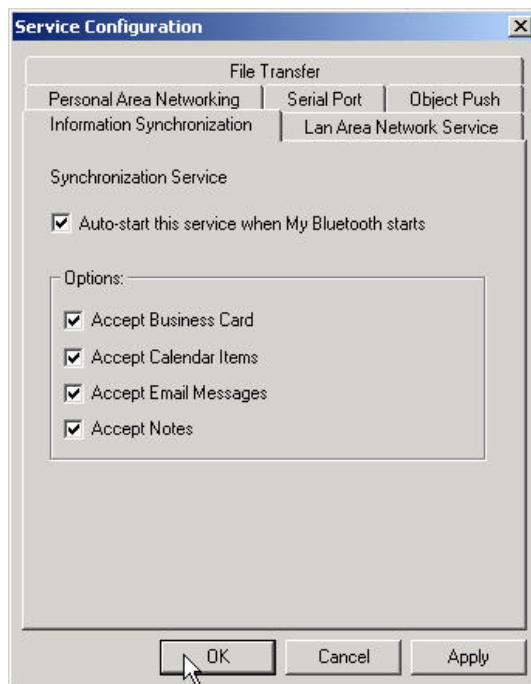 Service Configuration
File Transfer
Personal Area Networking Serial Port Object Push
Information Synchronization Lan Area Network Service
Synchronization Service
Auto-start this service when My Bluetooth starts
Options:
Accept Business Card
Accept Calendar Items
Accept Email Messages
Accept Notes
OK Cancel Apply